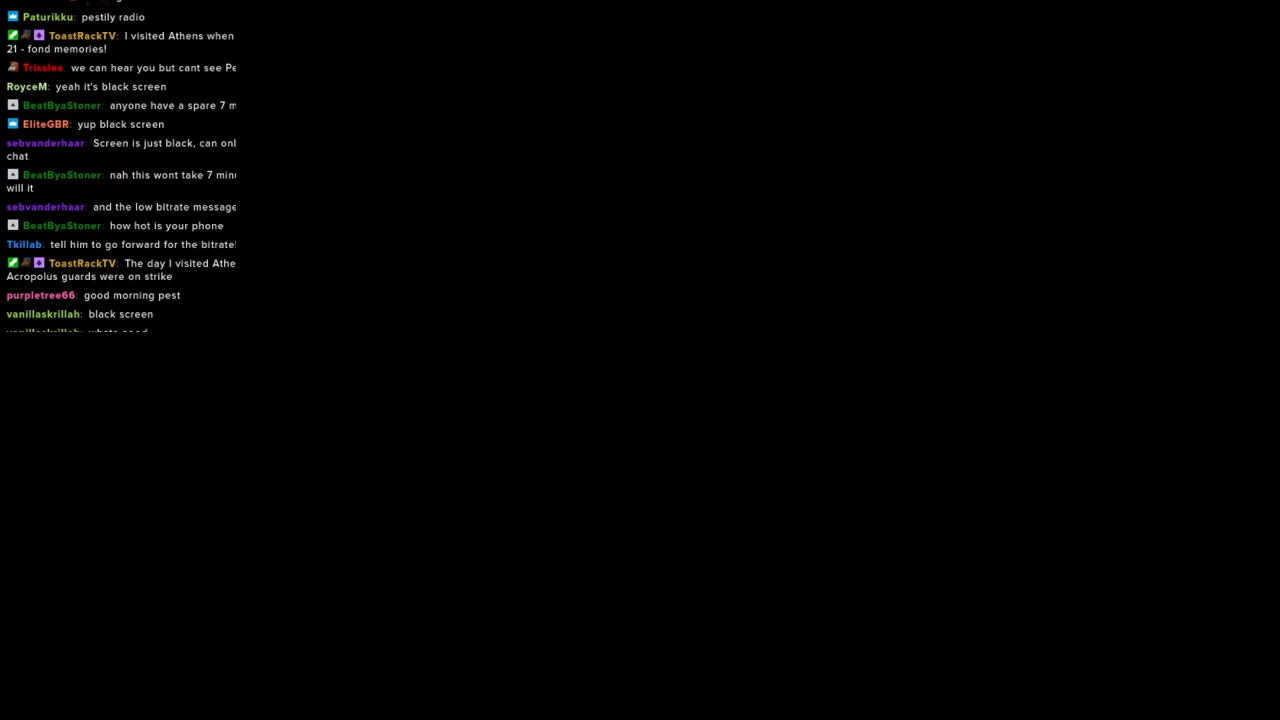 Paturikku: pestily radio
ToastRackTV: I visited Athens when
21 - fond memories!
Trissles: we can hear you but cant see Pe
RoyceM: yeah it's black screen
BeatByaStoner: anyone have a spare 7 m
EliteGBR: yup black screen
sebvanderhaar: Screen is just black, can onl
chat
BeatByaStoner: nah this wont take 7 minu
will it
sebvanderhaar: and the low bitrate message
BeatByaStoner: how hot is your phone
Tkillab: tell him to go forward for the bitrate!
ToastRackTV: The day I visited Athe
Acropolus guards were on strike
purpletree66: good morning pest
vanillaskrillah: black screen
vanillaskrillah: whats good